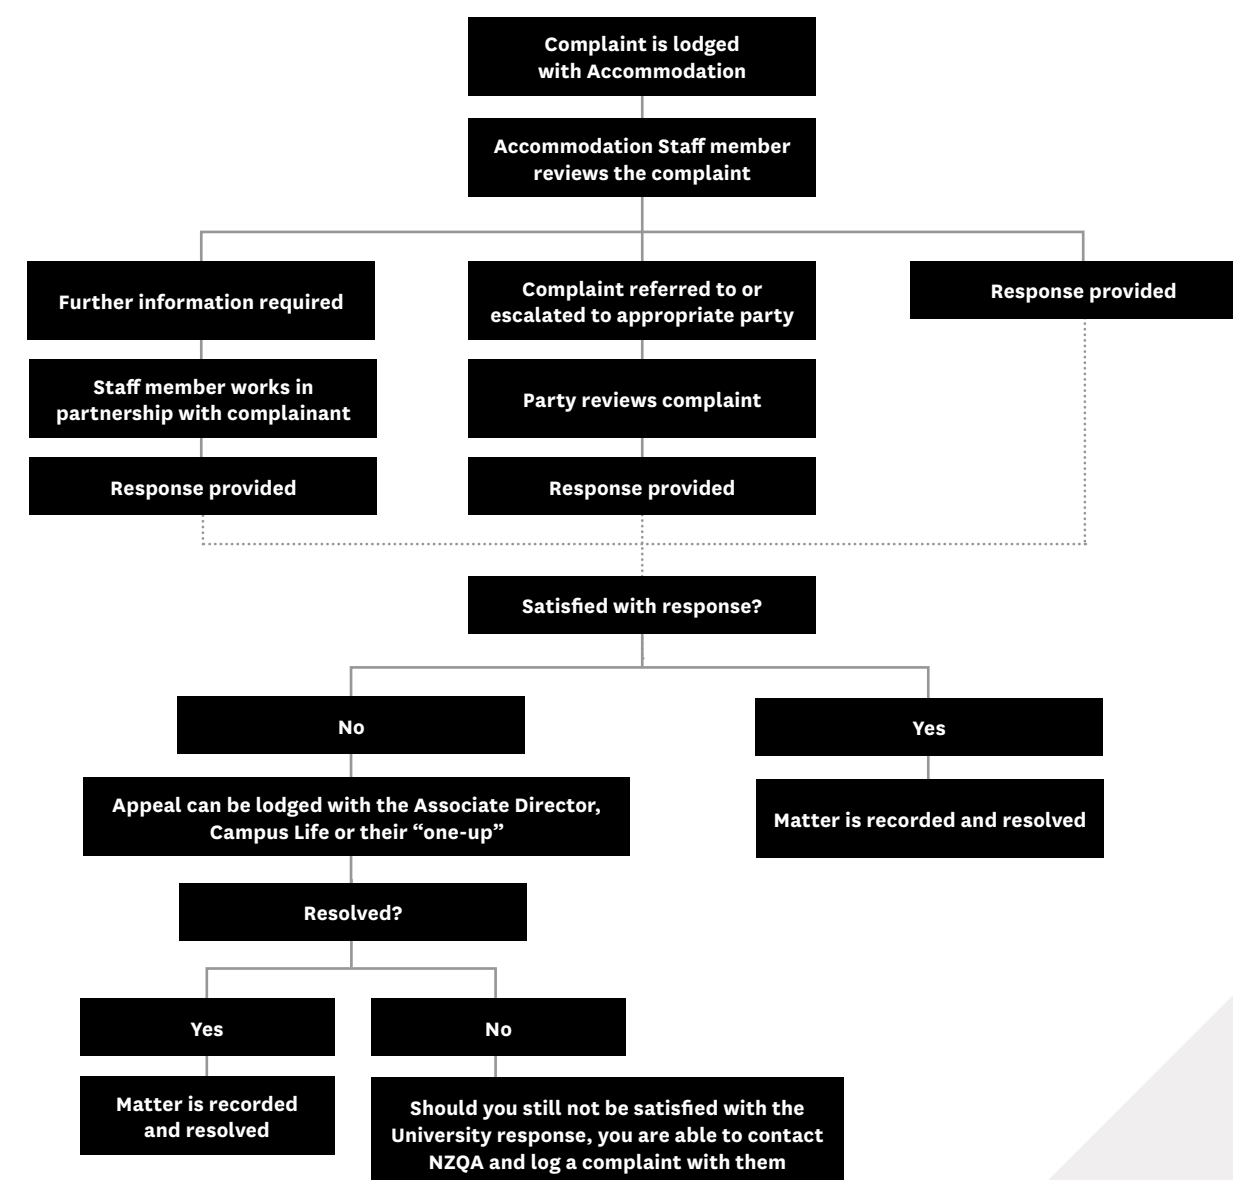 Complaint is lodged
with Accommodation
Accommodation Staff member
reviews the complaint
Further information required
Complaint referred to or
escalated to appropriate party
Response provided
Staff member works in
partnership with complainant
Party reviews complaint
Response provided
Response provided
Satisfied with response?
No
Yes
Appeal can be lodged with the Associate Director,
Campus Life or their “one-up”
Matter is recorded and resolved
Resolved?
Yes
No
Matter is recorded
and resolved
Should you still not be satisfied with the
University response, you are able to contact
NZQA and log a complaint with them